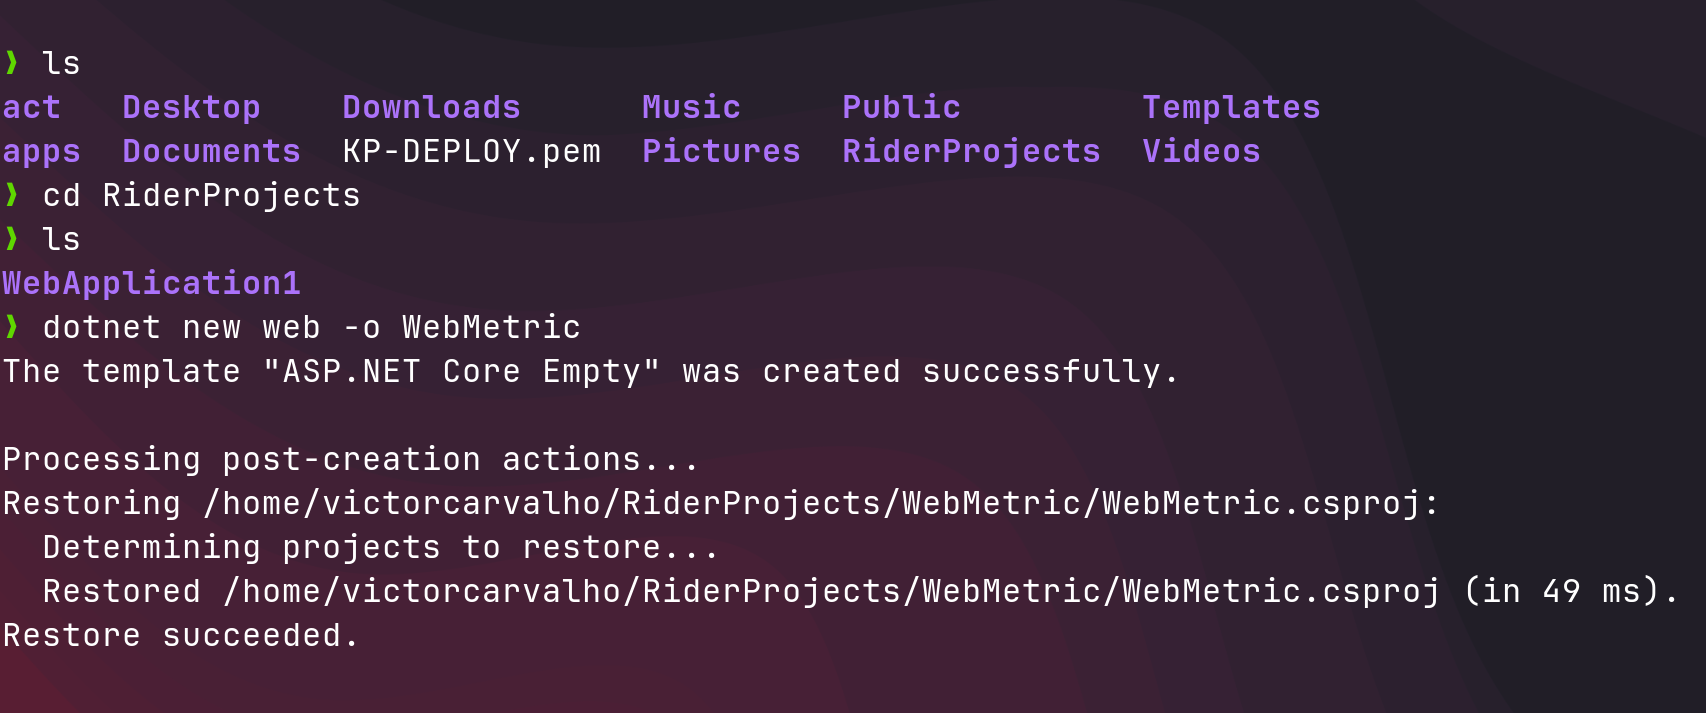 ❯ ls
act Desktop Downloads Music Public Templates
apps Documents KP-DEPLOY.pem Pictures RiderProjects Videos
❯ cd RiderProjects
❯ ls
WebApplication1
❯ dotnet new web -o WebMetric
The template "ASP.NET Core Empty" was created successfully.
Processing post-creation actions...
Restoring /home/victorcarvalho/RiderProjects/WebMetric/WebMetric.csproj:
Determining projects to restore...
Restored /home/victorcarvalho/RiderProjects/WebMetric/WebMetric.csproj (in 49 ms).
Restore succeeded.